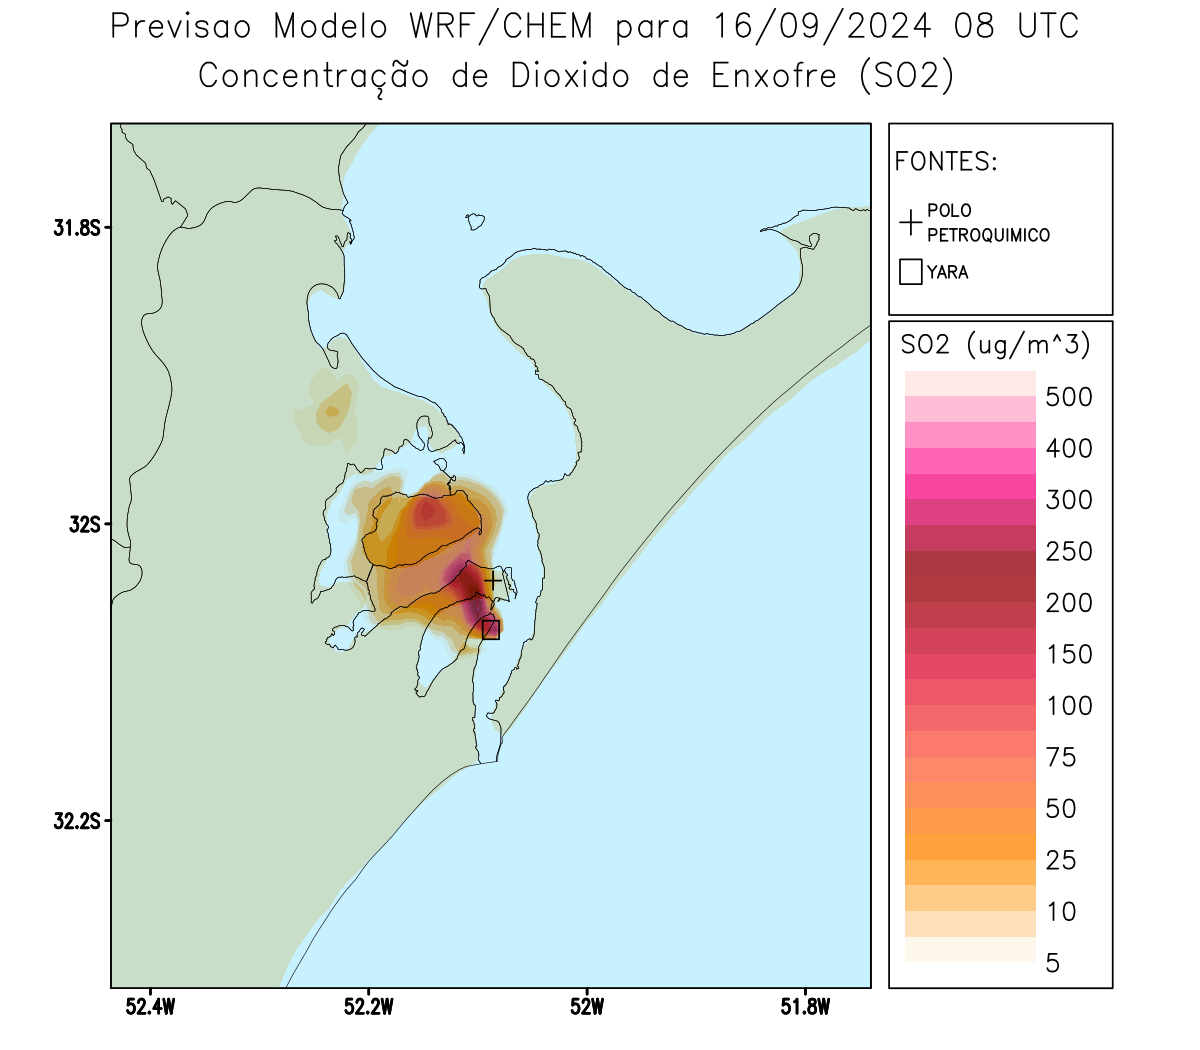 Previsao Modelo WRF/CHEM para 16/09/2024 08 UTC
Concentração de Dioxido de Enxofre (SO2)
FONTES:
POLO
PETROQUIMICO
YARA
SO2 (ug/m^3)
500
400
300
250
200
150
100
75
50
25
10
5
31.8S
32S
32.2S
52.4W
52.2W
52W
51.8W